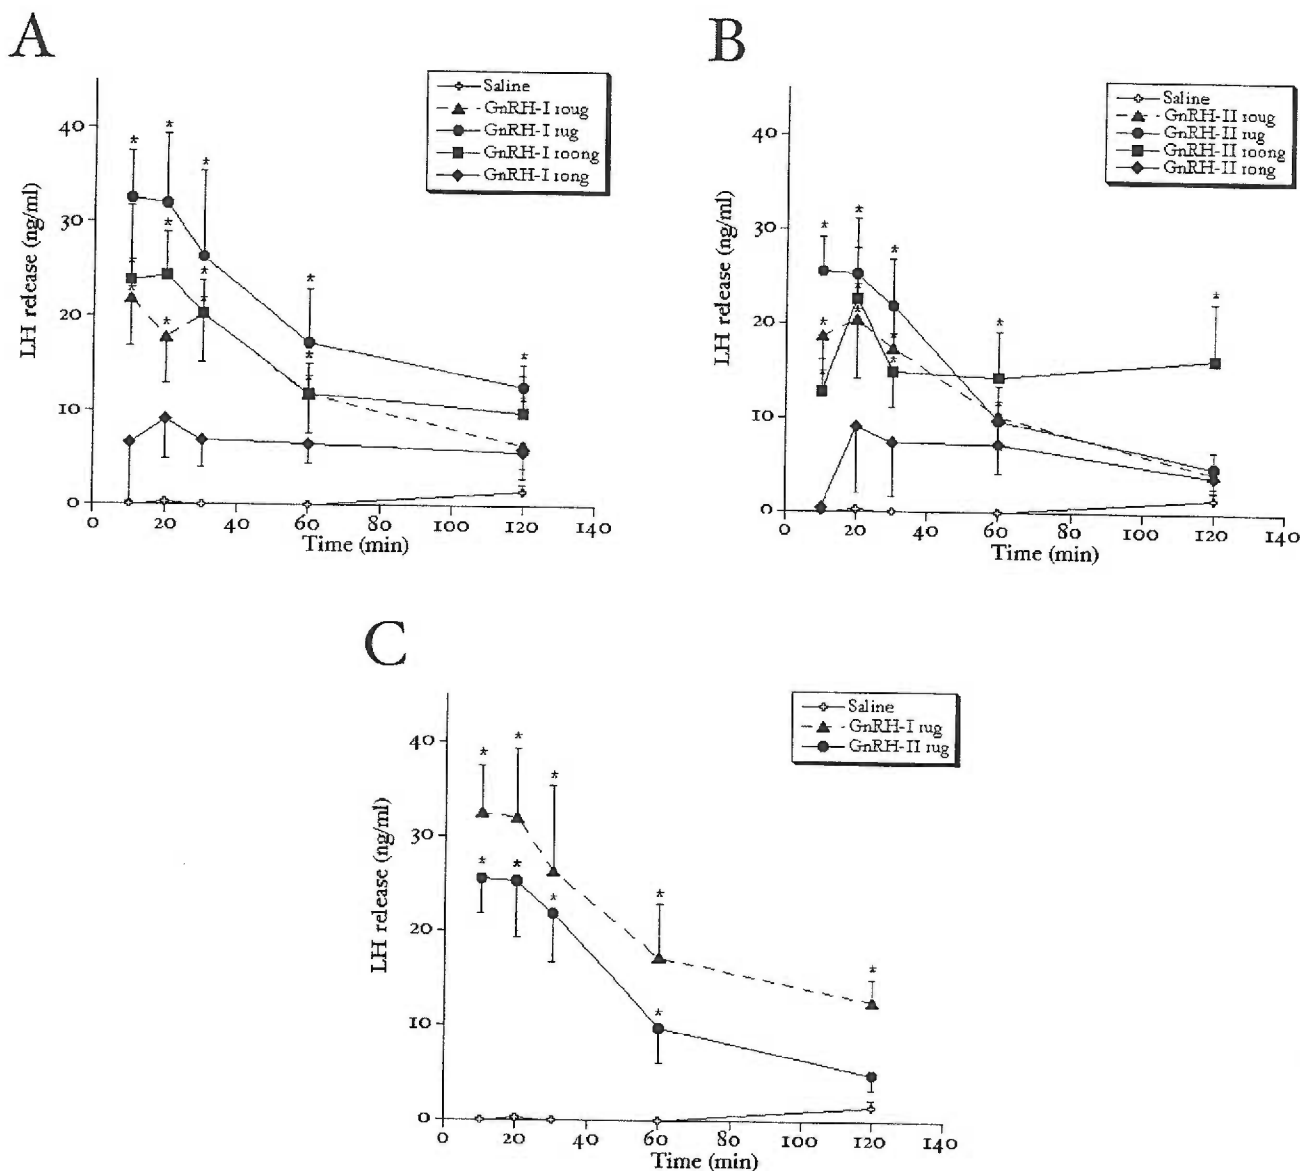 A
LH release (ng/ml)
40
30
20
10
0
0 20 40 60 80 100 120 140
Time (min)
Saline
GnRH-I 10ug
GnRH-I 1ug
GnRH-I 100ng
GnRH-I 10ng
B
LH release (ng/ml)
40
30
20
10
0
0 20 40 60 80 100 120 140
Time (min)
Saline
GnRH-II 10ug
GnRH-II 1ug
GnRH-II 100ng
GnRH-II 10ng
C
LH release (ng/ml)
40
30
20
10
0
0 20 40 60 80 100 120 140
Time (min)
Saline
GnRH-I 1ug
GnRH-II 1ug